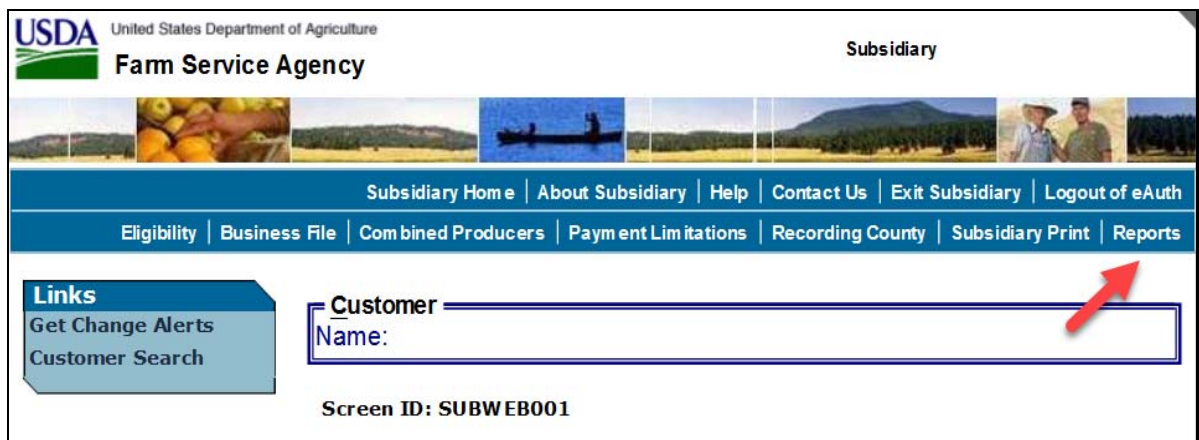 USDA United States Department of Agriculture
Farm Service Agency
Subsidiary
Subsidiary Home | About Subsidiary | Help | Contact Us | Exit Subsidiary | Logout of eAuth
Eligibility | Business File | Combined Producers | Payment Limitations | Recording County | Subsidiary Print | Reports
Links
Get Change Alerts
Customer Search
Customer
Name:
Screen ID: SUBWEB001